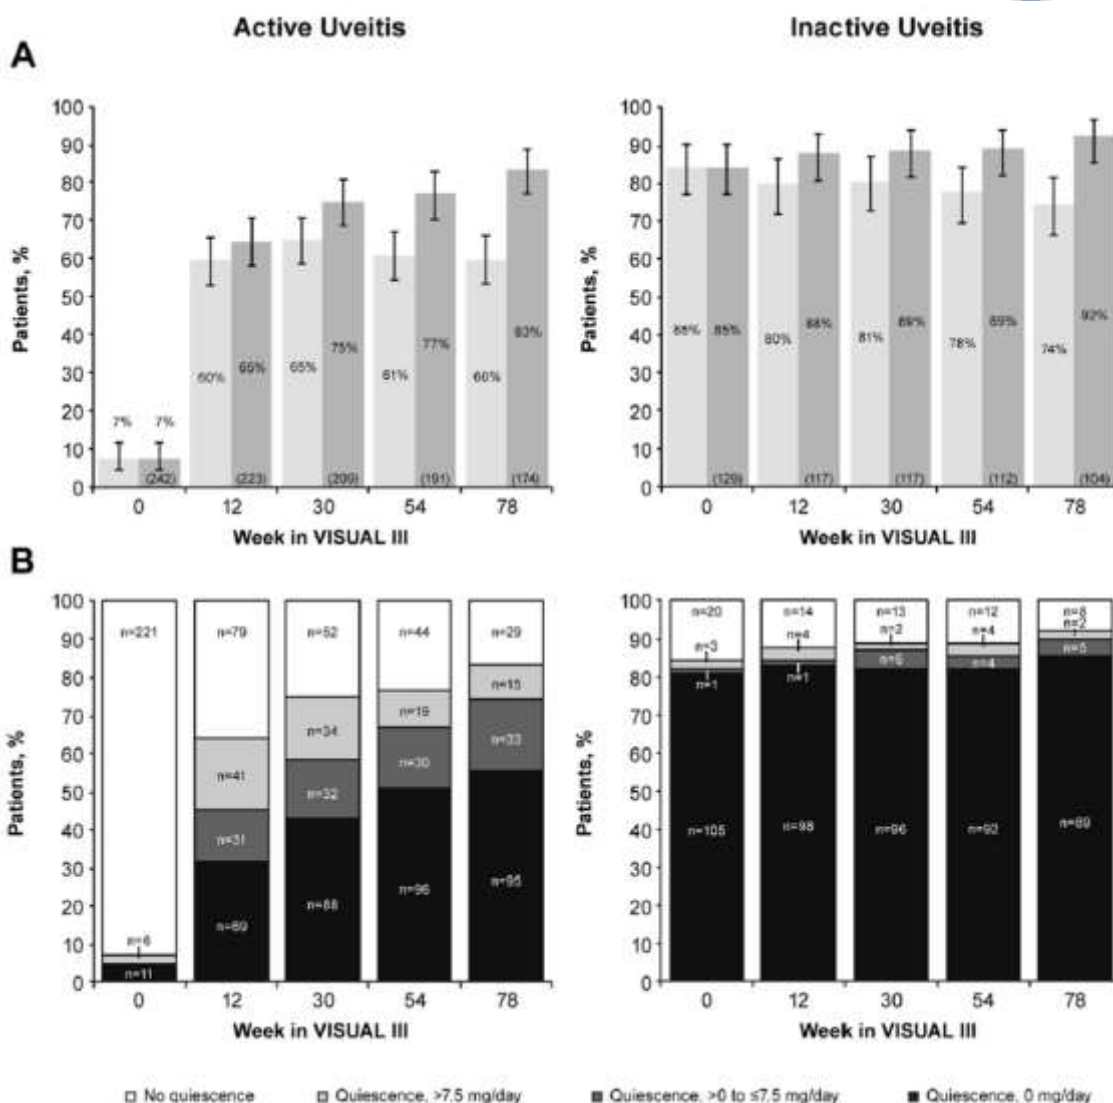 Active Uveitis
Inactive Uveitis
A
Patients, %
100
90
80
70
60
50
40
30
20
10
0
7% 7% 60% 65% 65% 75% 61% 77% 60% 83%
(242) (223) (209) (191) (174)
0 12 30 54 78
Week in VISUAL III
Patients, %
100
90
80
70
60
50
40
30
20
10
0
85% 85% 80% 88% 81% 89% 78% 89% 74% 92%
(129) (117) (117) (112) (104)
0 12 30 54 78
Week in VISUAL III
B
Patients, %
100
90
80
70
60
50
40
30
20
10
0
n=221 n=79 n=52 n=44 n=29
n=6 n=41 n=34 n=19 n=15
n=31 n=32 n=30 n=33
n=11 n=69 n=88 n=96 n=95
0 12 30 54 78
Week in VISUAL III
Patients, %
100
90
80
70
60
50
40
30
20
10
0
n=20 n=14 n=13 n=12 n=8
n=3 n=4 n=2 n=4 n=2
n=1 n=1 n=6 n=4 n=5
n=105 n=98 n=96 n=92 n=89
0 12 30 54 78
Week in VISUAL III
No quiescence Quiescence, >7.5 mg/day Quiescence, >0 to ≤7.5 mg/day Quiescence, 0 mg/day